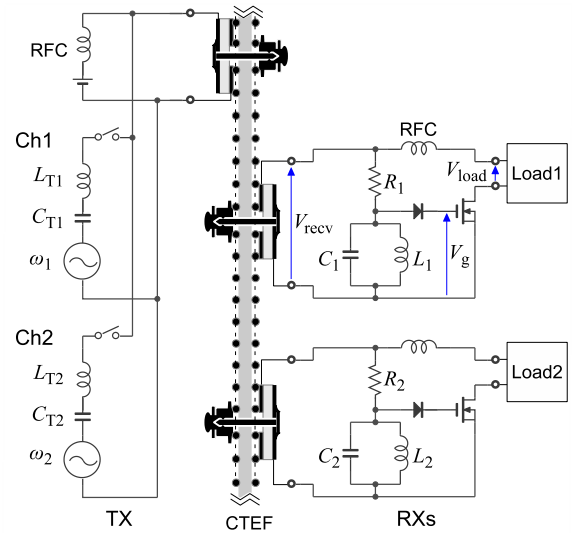 RFC
Ch1
L_T1
C_T1
ω_1
Ch2
L_T2
C_T2
ω_2
TX
CTEF
V_recv
RFC
R_1
C_1
L_1
V_g
V_load
Load1
R_2
C_2
L_2
Load2
RXs